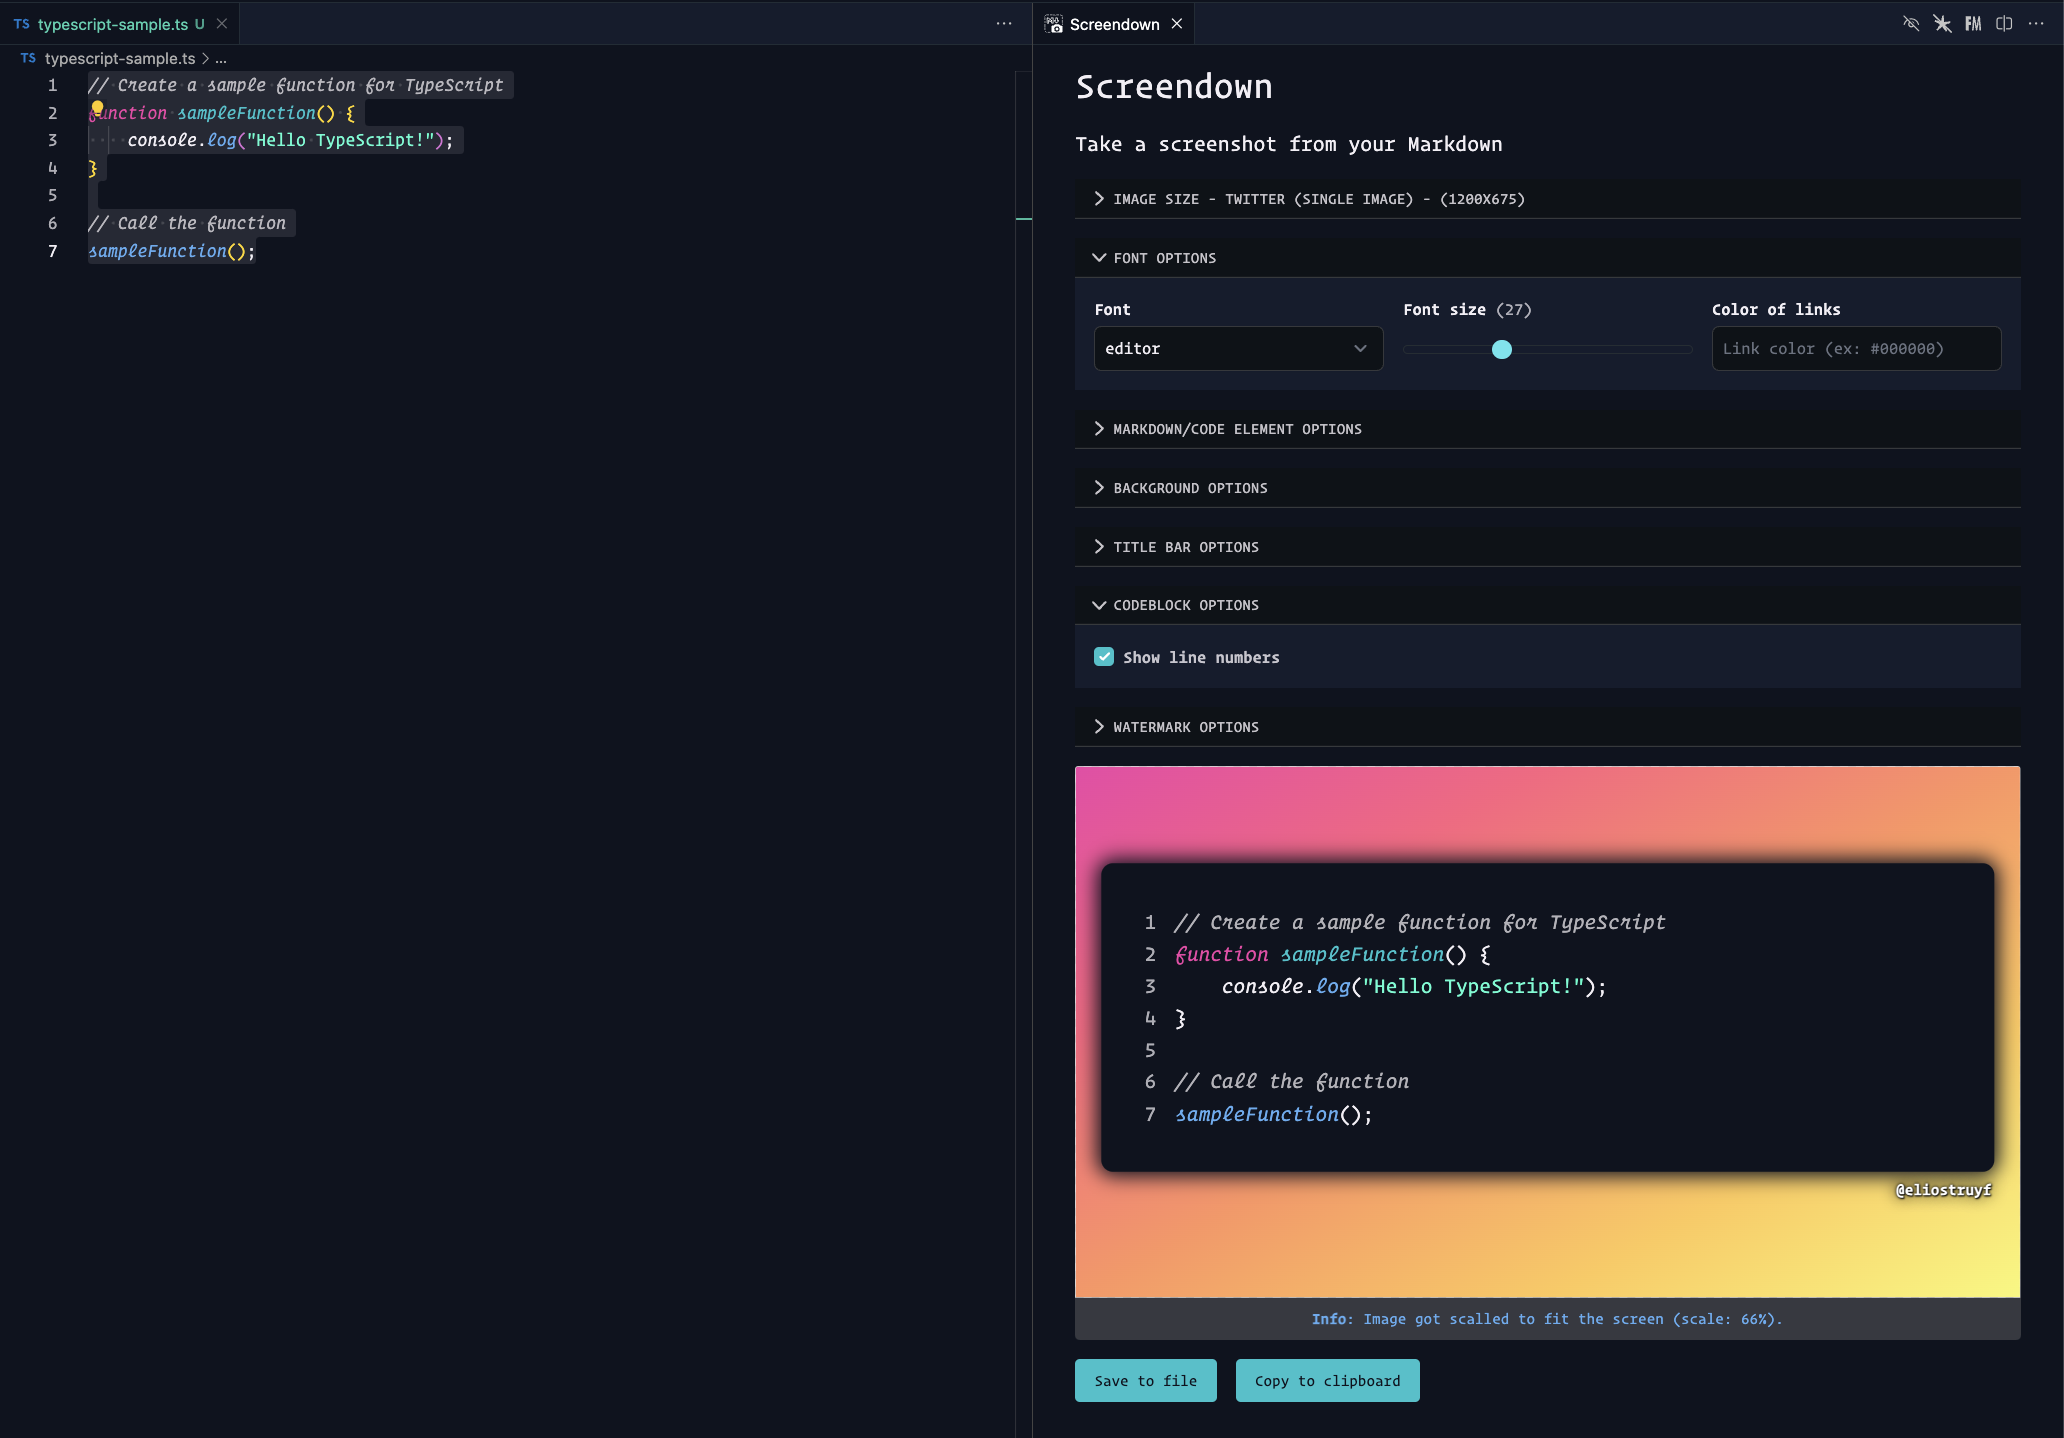 TS typescript-sample.ts U
TS typescript-sample.ts > ...
1 // Create a sample function for TypeScript
2 function sampleFunction() {
3 console.log("Hello TypeScript!");
4 }
5
6 // Call the function
7 sampleFunction();
Screendown
FM
Screendown
Take a screenshot from your Markdown
IMAGE SIZE - TWITTER (SINGLE IMAGE) - (1200X675)
FONT OPTIONS
Font
editor
Font size (27)
Color of links
Link color (ex: #000000)
MARKDOWN/CODE ELEMENT OPTIONS
BACKGROUND OPTIONS
TITLE BAR OPTIONS
CODEBLOCK OPTIONS
Show line numbers
WATERMARK OPTIONS
1 // Create a sample function for TypeScript
2 function sampleFunction() {
3 console.log("Hello TypeScript!");
4 }
5
6 // Call the function
7 sampleFunction();
@eliostruyf
Info: Image got scalled to fit the screen (scale: 66%).
Save to file
Copy to clipboard